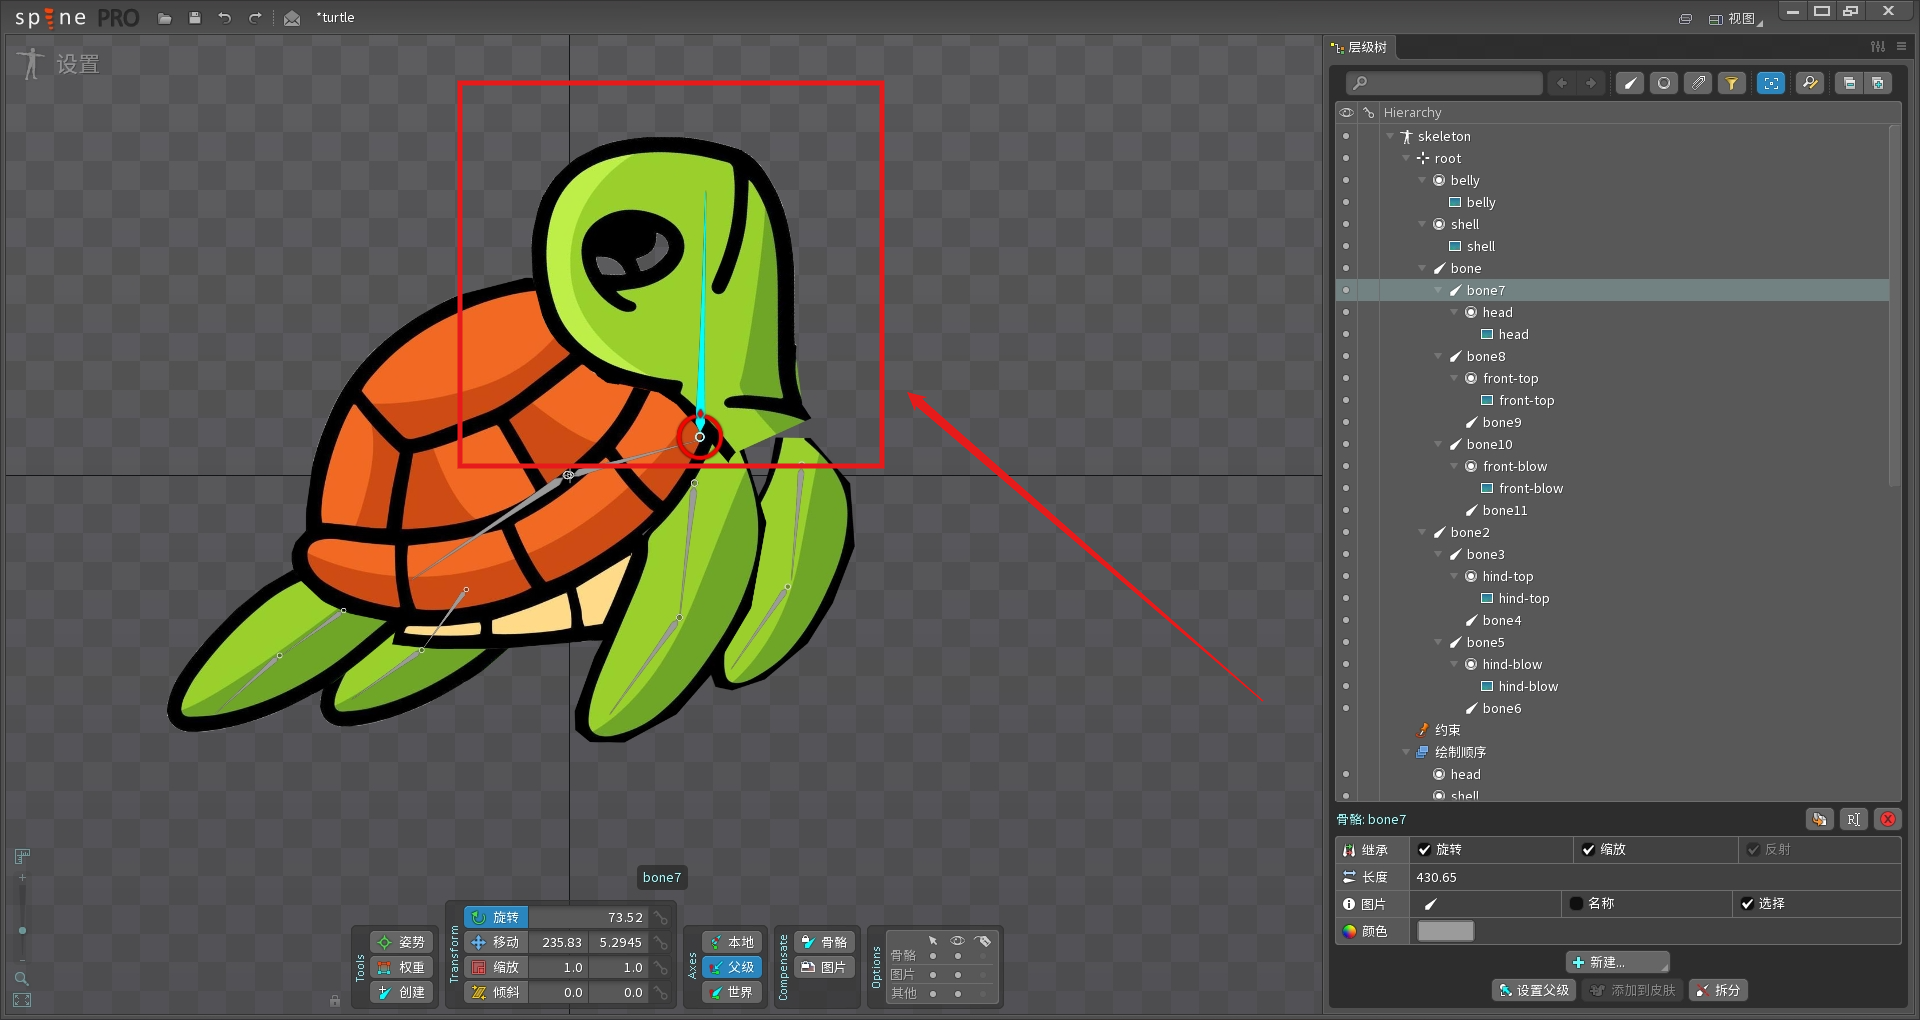 spine PRO
*turtle
视图
设置
层级树
Hierarchy
skeleton
root
belly
belly
shell
shell
bone
bone7
head
head
bone8
front-top
front-top
bone9
bone10
front-blow
front-blow
bone11
bone2
bone3
hind-top
hind-top
bone4
bone5
hind-blow
hind-blow
bone6
约束
绘制顺序
head
shell
骨骼: bone7
继承 旋转 缩放 反射
长度 430.65
图片 名称 选择
颜色
新建...
设置父级 添加到皮肤 拆分
bone7
Tools
姿势
权重
创建
Transform
旋转 73.52
移动 235.83 5.2945
缩放 1.0 1.0
倾斜 0.0 0.0
Axes
本地
父级
世界
Compensate
骨骼
图片
Options
骨骼
图片
其他